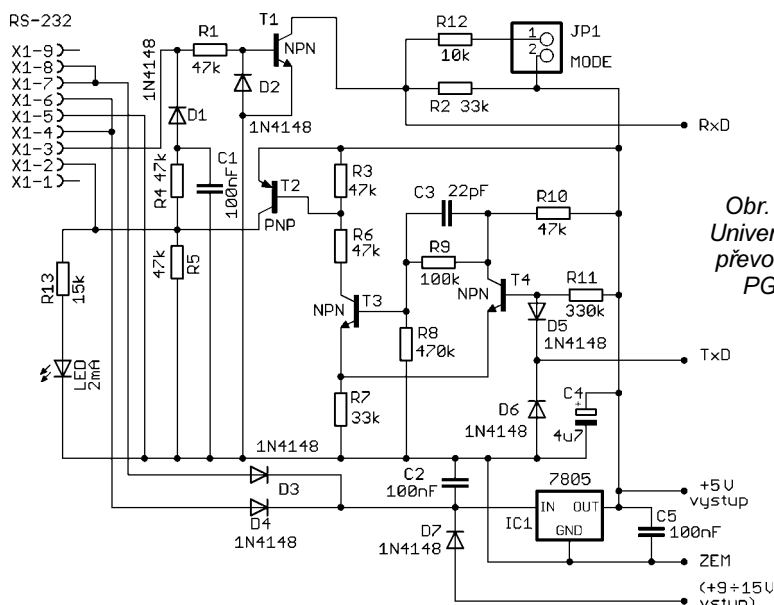 RS-232
X1-9
X1-8
X1-7
X1-6
X1-5
X1-4
X1-3
X1-2
X1-1
1N4148
R1
47k
T1
NPN
D2
1N4148
D1
R12
10k
JP1
1
2
MODE
R2 33k
RxD
R4 47k
C1
100nF
T2
PNP
R3
47k
R6
47k
C3 22pF
R10
47k
R9
100k
T4
NPN
R11
330k
D5
1N4148
TxD
R13
15k
47k
R5
NPN
T3
R8
470k
LED
2mA
R7
33k
D6
1N4148
C4
+
4u7
1N4148
D3
D4
1N4148
C2
100nF
D7
1N4148
7805
IN OUT
GND
IC1
C5
100nF
+5V
vystup
ZEM
(+9÷15V
vstup)
Obr.
Univer
převo
PG